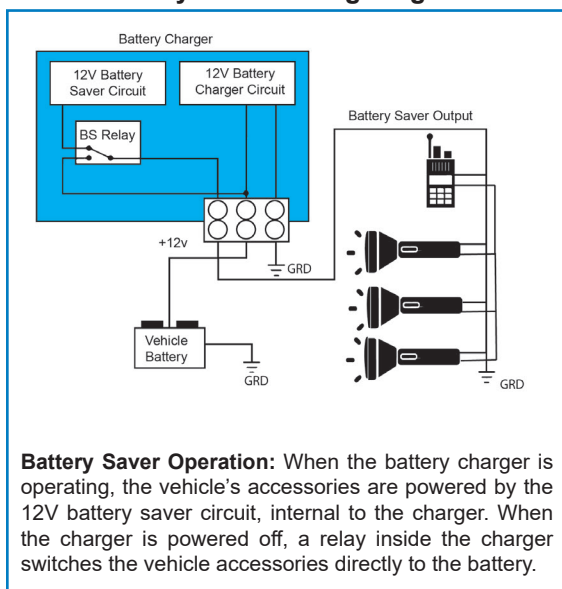 Battery Charger
12V Battery
Saver Circuit
12V Battery
Charger Circuit
BS Relay
Battery Saver Output
+12v
GRD
Vehicle
Battery
GRD
GRD
Battery Saver Operation: When the battery charger is
operating, the vehicle's accessories are powered by the
12V battery saver circuit, internal to the charger. When
the charger is powered off, a relay inside the charger
switches the vehicle accessories directly to the battery.